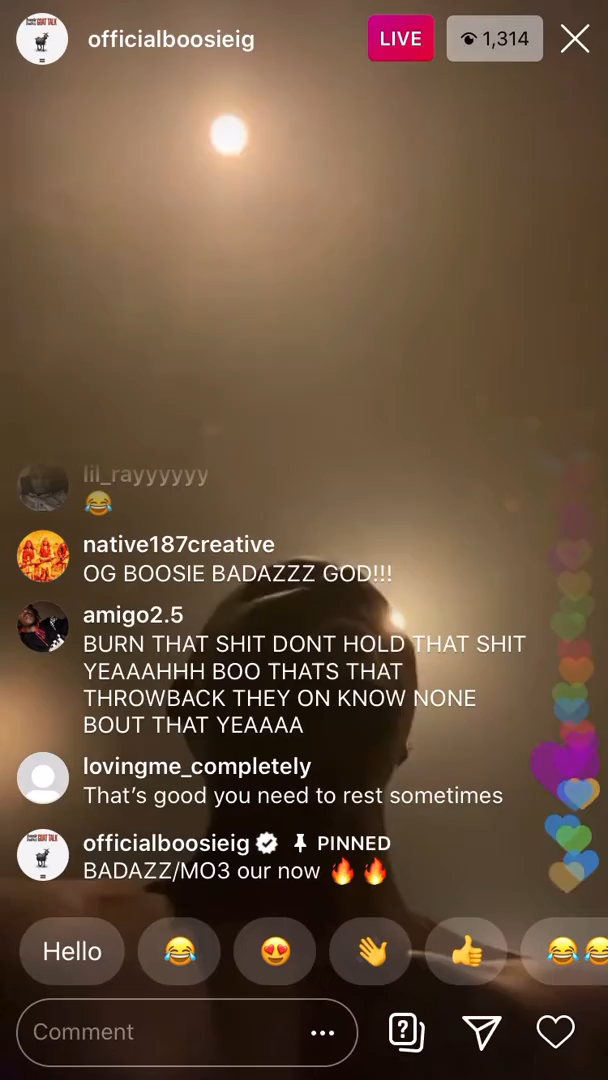 officialboosieig
LIVE
1,314
lil_rayyyyyy
😂
native187creative
OG BOOSIE BADAZZZ GOD!!!
amigo2.5
BURN THAT SHIT DONT HOLD THAT SHIT
YEAAAHHH BOO THATS THAT
THROWBACK THEY ON KNOW NONE
BOUT THAT YEAAAA
lovingme_completely
That’s good you need to rest sometimes
officialboosieig PINNED
BADAZZ/MO3 our now 🔥🔥
Hello 😂 😍 👋 👍 😂😂
Comment